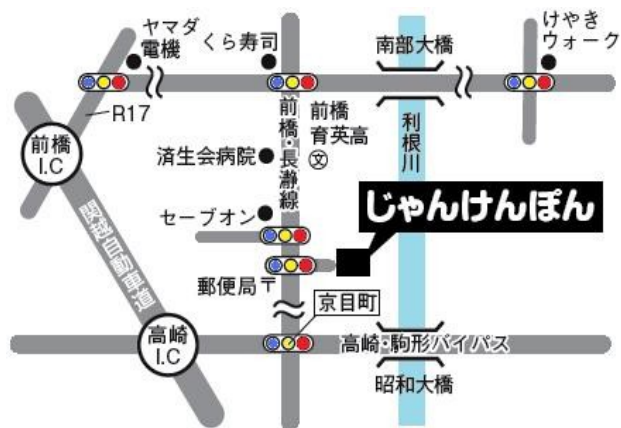 ヤマダ
電機
くら寿司
南部大橋
けやき
ウォーク
R17
前橋
I.C
前橋・長瀞線
前橋
育英高
文
利根川
済生会病院
関越自動車道
セーブオン
じゃんけんぽん
郵便局〒
京目町
高崎
I.C
高崎・駒形バイパス
昭和大橋